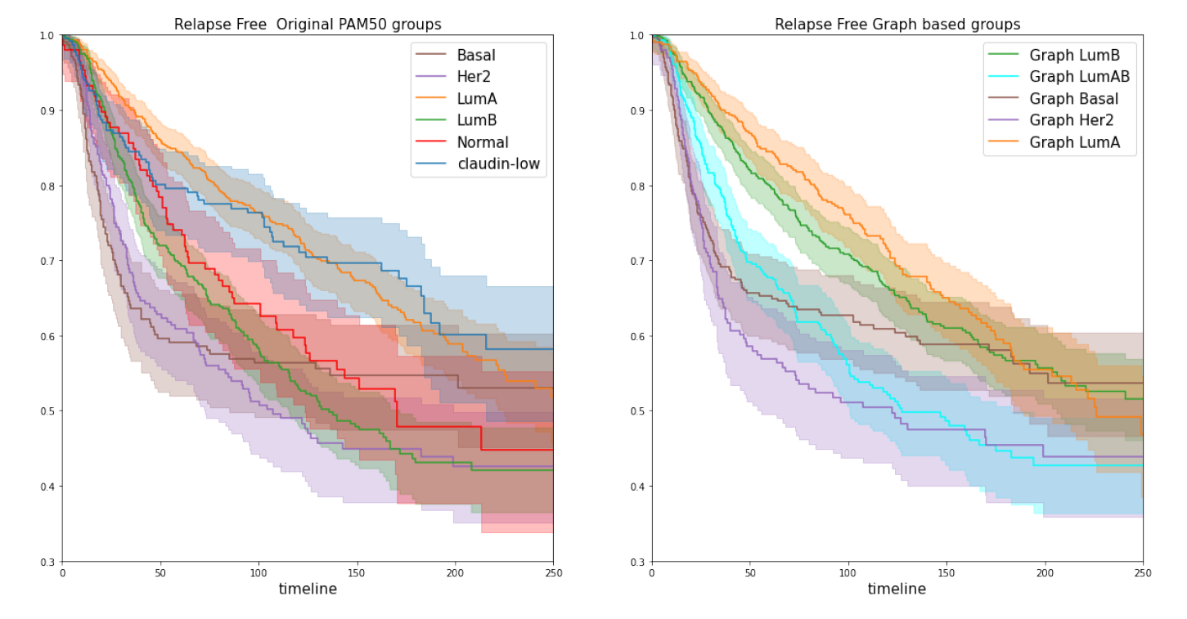 Relapse Free  Original PAM50 groups
1.0
0.9
0.8
0.7
0.6
0.5
0.4
0.3
0
50
100
150
200
250
timeline
Basal
Her2
LumA
LumB
Normal
claudin-low
Relapse Free Graph based groups
1.0
0.9
0.8
0.7
0.6
0.5
0.4
0.3
0
50
100
150
200
250
timeline
Graph LumB
Graph LumAB
Graph Basal
Graph Her2
Graph LumA